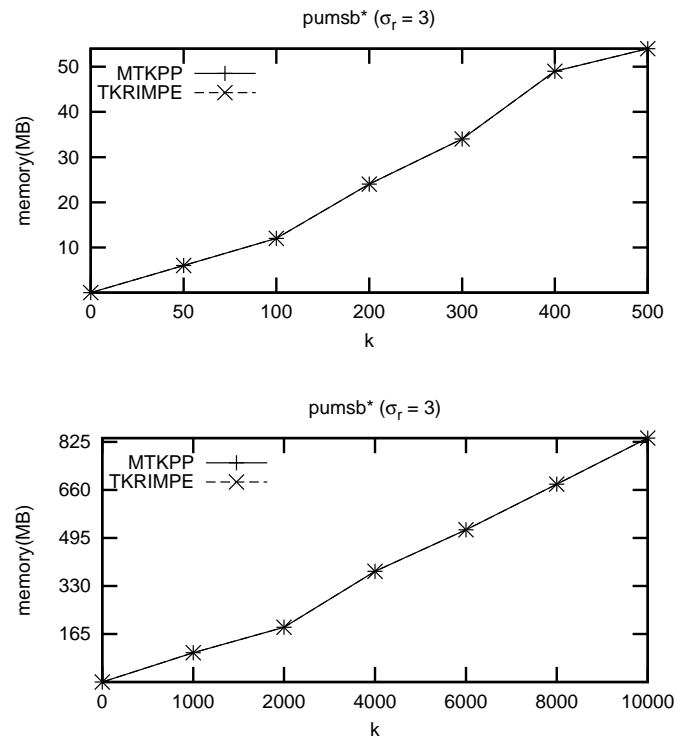 pumsb* (σr = 3)
MTKPP
TKRIMPE
memory(MB)
50
40
30
20
10
0 50 100 200 300 400 500
k
pumsb* (σr = 3)
MTKPP
TKRIMPE
memory(MB)
825
660
495
330
165
0 1000 2000 4000 6000 8000 10000
k